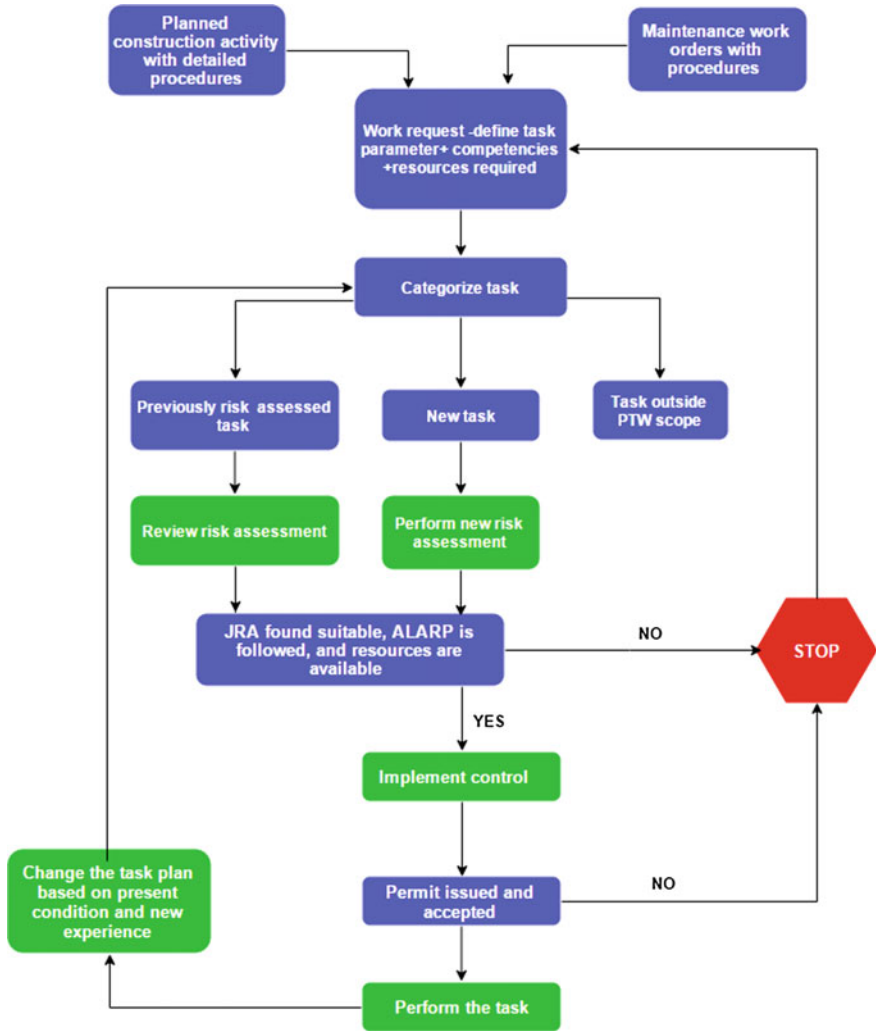 Planned
construction activity
with detailed
procedures
Maintenance work
orders with
procedures
Work request -define task
parameter+ competencies
+resources required
Categorize task
Previously risk assessed
task
New task
Task outside
PTW scope
Review risk assessment
Perform new risk
assessment
JRA found suitable, ALARP is
followed, and resources are
available
NO
STOP
YES
Implement control
Change the task plan
based on present
condition and new
experience
Permit issued and
accepted
NO
Perform the task